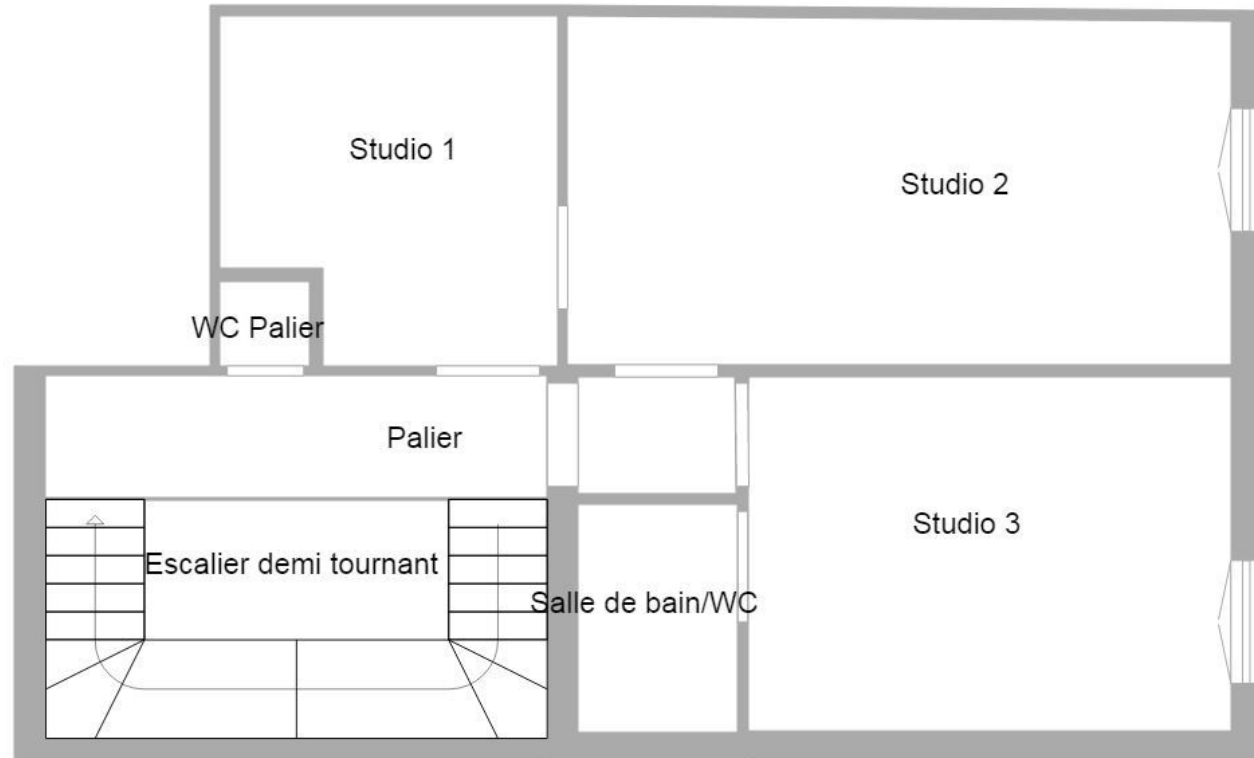 Studio 1
Studio 2
WC Palier
Palier
Studio 3
Escalier demi tournant
Salle de bain/WC